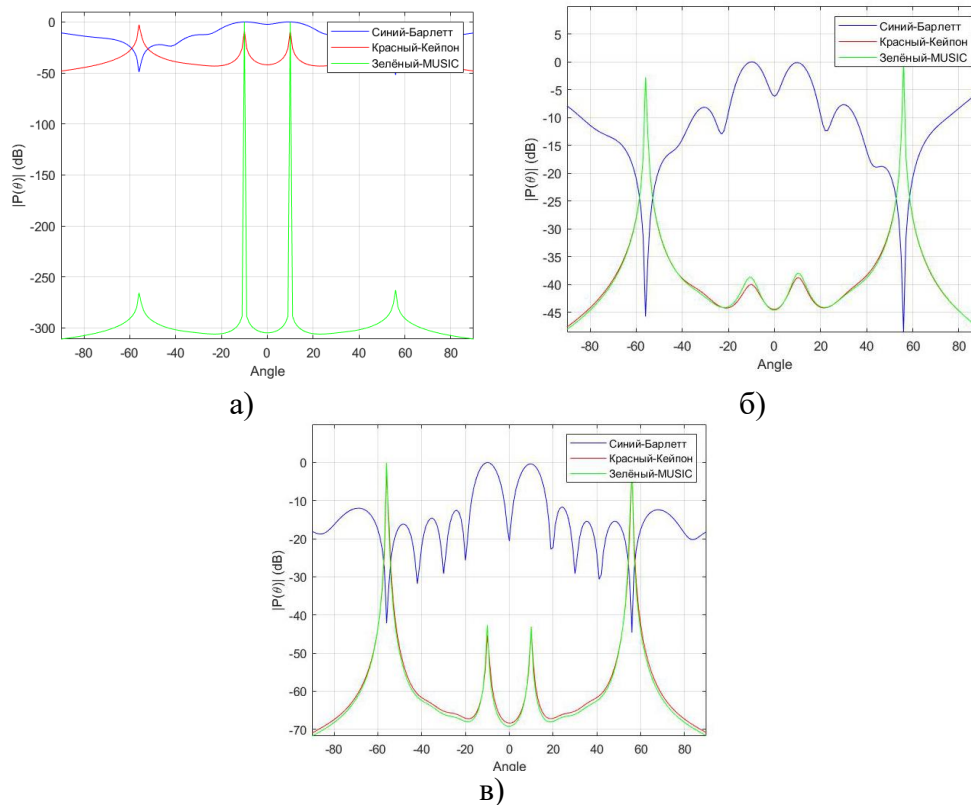 0
-50
-100
-150
-200
-250
-300
|P(θ)| (dB)
-80 -60 -40 -20 0 20 40 60 80
Angle
Синий-Барлетт
Красный-Кейпон
Зелёный-MUSIC
а)
5
0
-5
-10
-15
-20
-25
-30
-35
-40
-45
|P(θ)| (dB)
-80 -60 -40 -20 0 20 40 60 80
Angle
Синий-Барлетт
Красный-Кейпон
Зелёный-MUSIC
б)
0
-10
-20
-30
-40
-50
-60
-70
|P(θ)| (dB)
-80 -60 -40 -20 0 20 40 60 80
Angle
Синий-Барлетт
Красный-Кейпон
Зелёный-MUSIC
в)